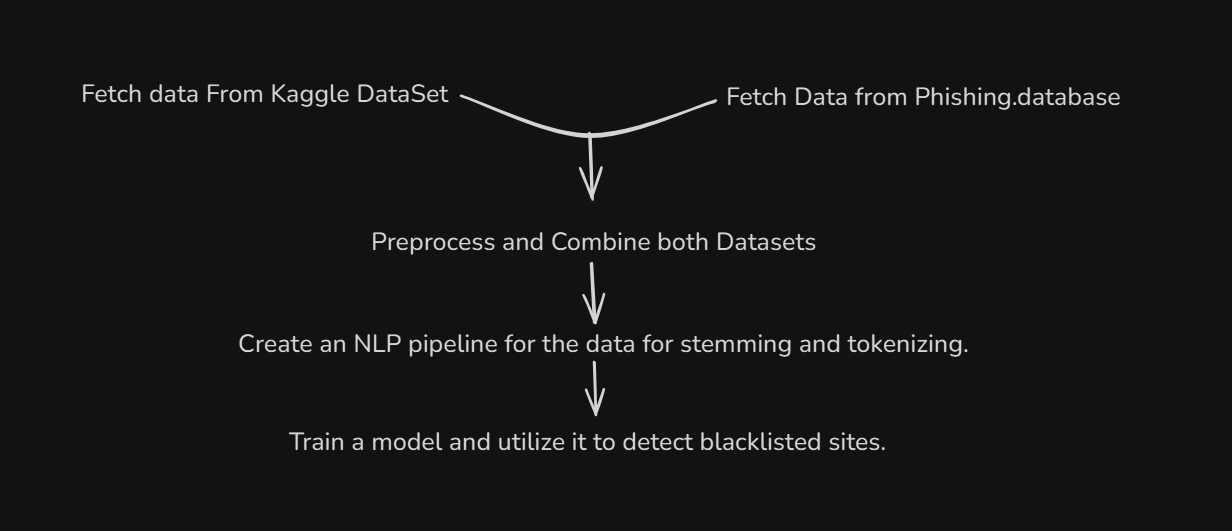 Fetch data From Kaggle DataSet
Fetch Data from Phishing.database
Preprocess and Combine both Datasets
Create an NLP pipeline for the data for stemming and tokenizing.
Train a model and utilize it to detect blacklisted sites.